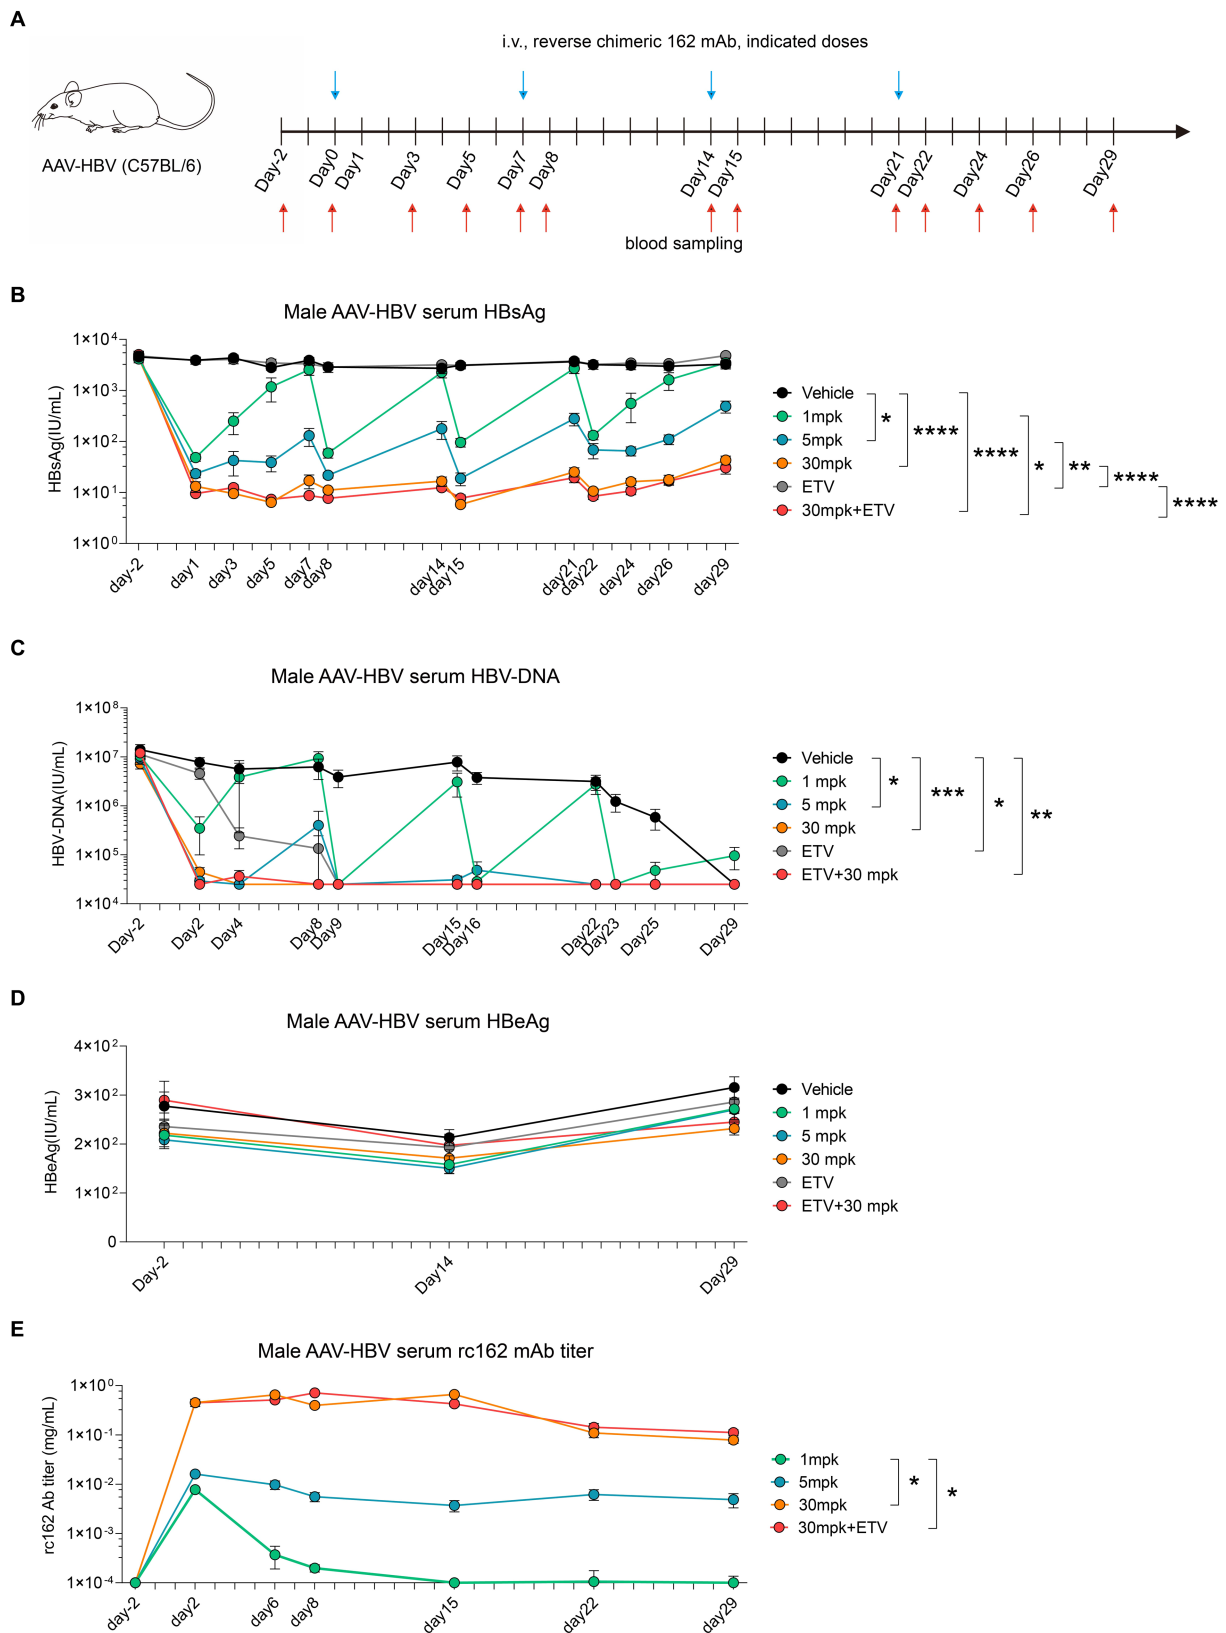 A
i.v., reverse chimeric 162 mAb, indicated doses
AAV-HBV (C57BL/6)
Day-2 Day0 Day1 Day3 Day5 Day7 Day8 Day14 Day15 Day21 Day22 Day24 Day26 Day29
blood sampling
B
Male AAV-HBV serum HBsAg
HBsAg(IU/mL)
1×10⁴
1×10³
1×10²
1×10¹
1×10⁰
day-2 day1 day3 day5 day7 day8 day14 day15 day21 day22 day24 day26 day29
Vehicle
1mpk
5mpk
30mpk
ETV
30mpk+ETV
* **** **** * ** **** ****
C
Male AAV-HBV serum HBV-DNA
HBV-DNA(IU/mL)
1×10⁸
1×10⁷
1×10⁶
1×10⁵
1×10⁴
Day-2 Day2 Day4 Day8 Day9 Day15 Day16 Day22 Day23 Day25 Day29
Vehicle
1 mpk
5 mpk
30 mpk
ETV
ETV+30 mpk
* *** * **
D
Male AAV-HBV serum HBeAg
HBeAg(IU/mL)
4×10²
3×10²
2×10²
1×10²
0
Day-2 Day14 Day29
Vehicle
1 mpk
5 mpk
30 mpk
ETV
ETV+30 mpk
E
Male AAV-HBV serum rc162 mAb titer
rc162 Ab titer (mg/mL)
1×10⁰
1×10⁻¹
1×10⁻²
1×10⁻³
1×10⁻⁴
day-2 day2 day6 day8 day15 day22 day29
1mpk
5mpk
30mpk
30mpk+ETV
* *